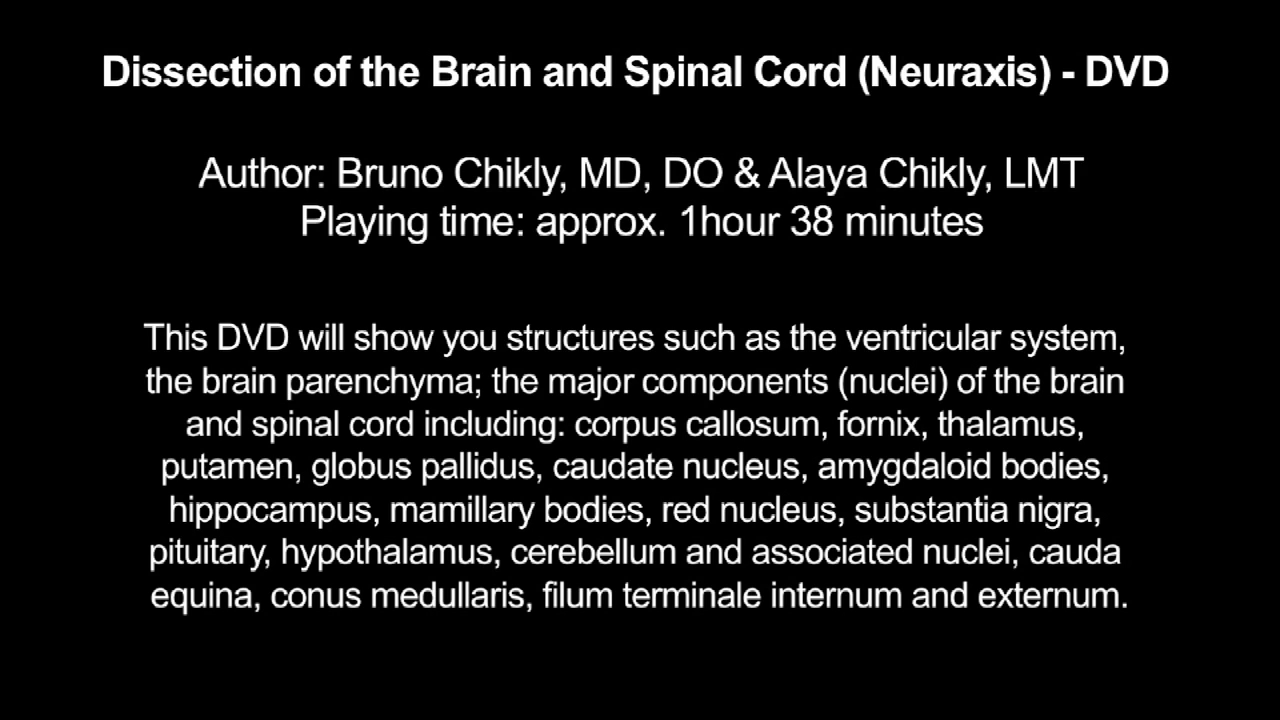 Dissection of the Brain and Spinal Cord (Neuraxis) - DVD
Author: Bruno Chikly, MD, DO & Alaya Chikly, LMT
Playing time: approx. 1hour 38 minutes
This DVD will show you structures such as the ventricular system,
the brain parenchyma; the major components (nuclei) of the brain
and spinal cord including: corpus callosum, fornix, thalamus,
putamen, globus pallidus, caudate nucleus, amygdaloid bodies,
hippocampus, mamillary bodies, red nucleus, substantia nigra,
pituitary, hypothalamus, cerebellum and associated nuclei, cauda
equina, conus medullaris, filum terminale internum and externum.